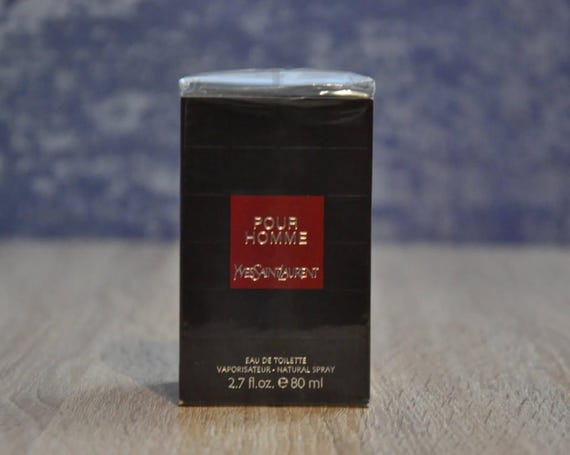 POUR
HOMME
YVESSAINTLAURENT
EAU DE TOILETTE
VAPORISATEUR • NATURAL SPRAY
2.7 fl.oz. ℮ 80 ml